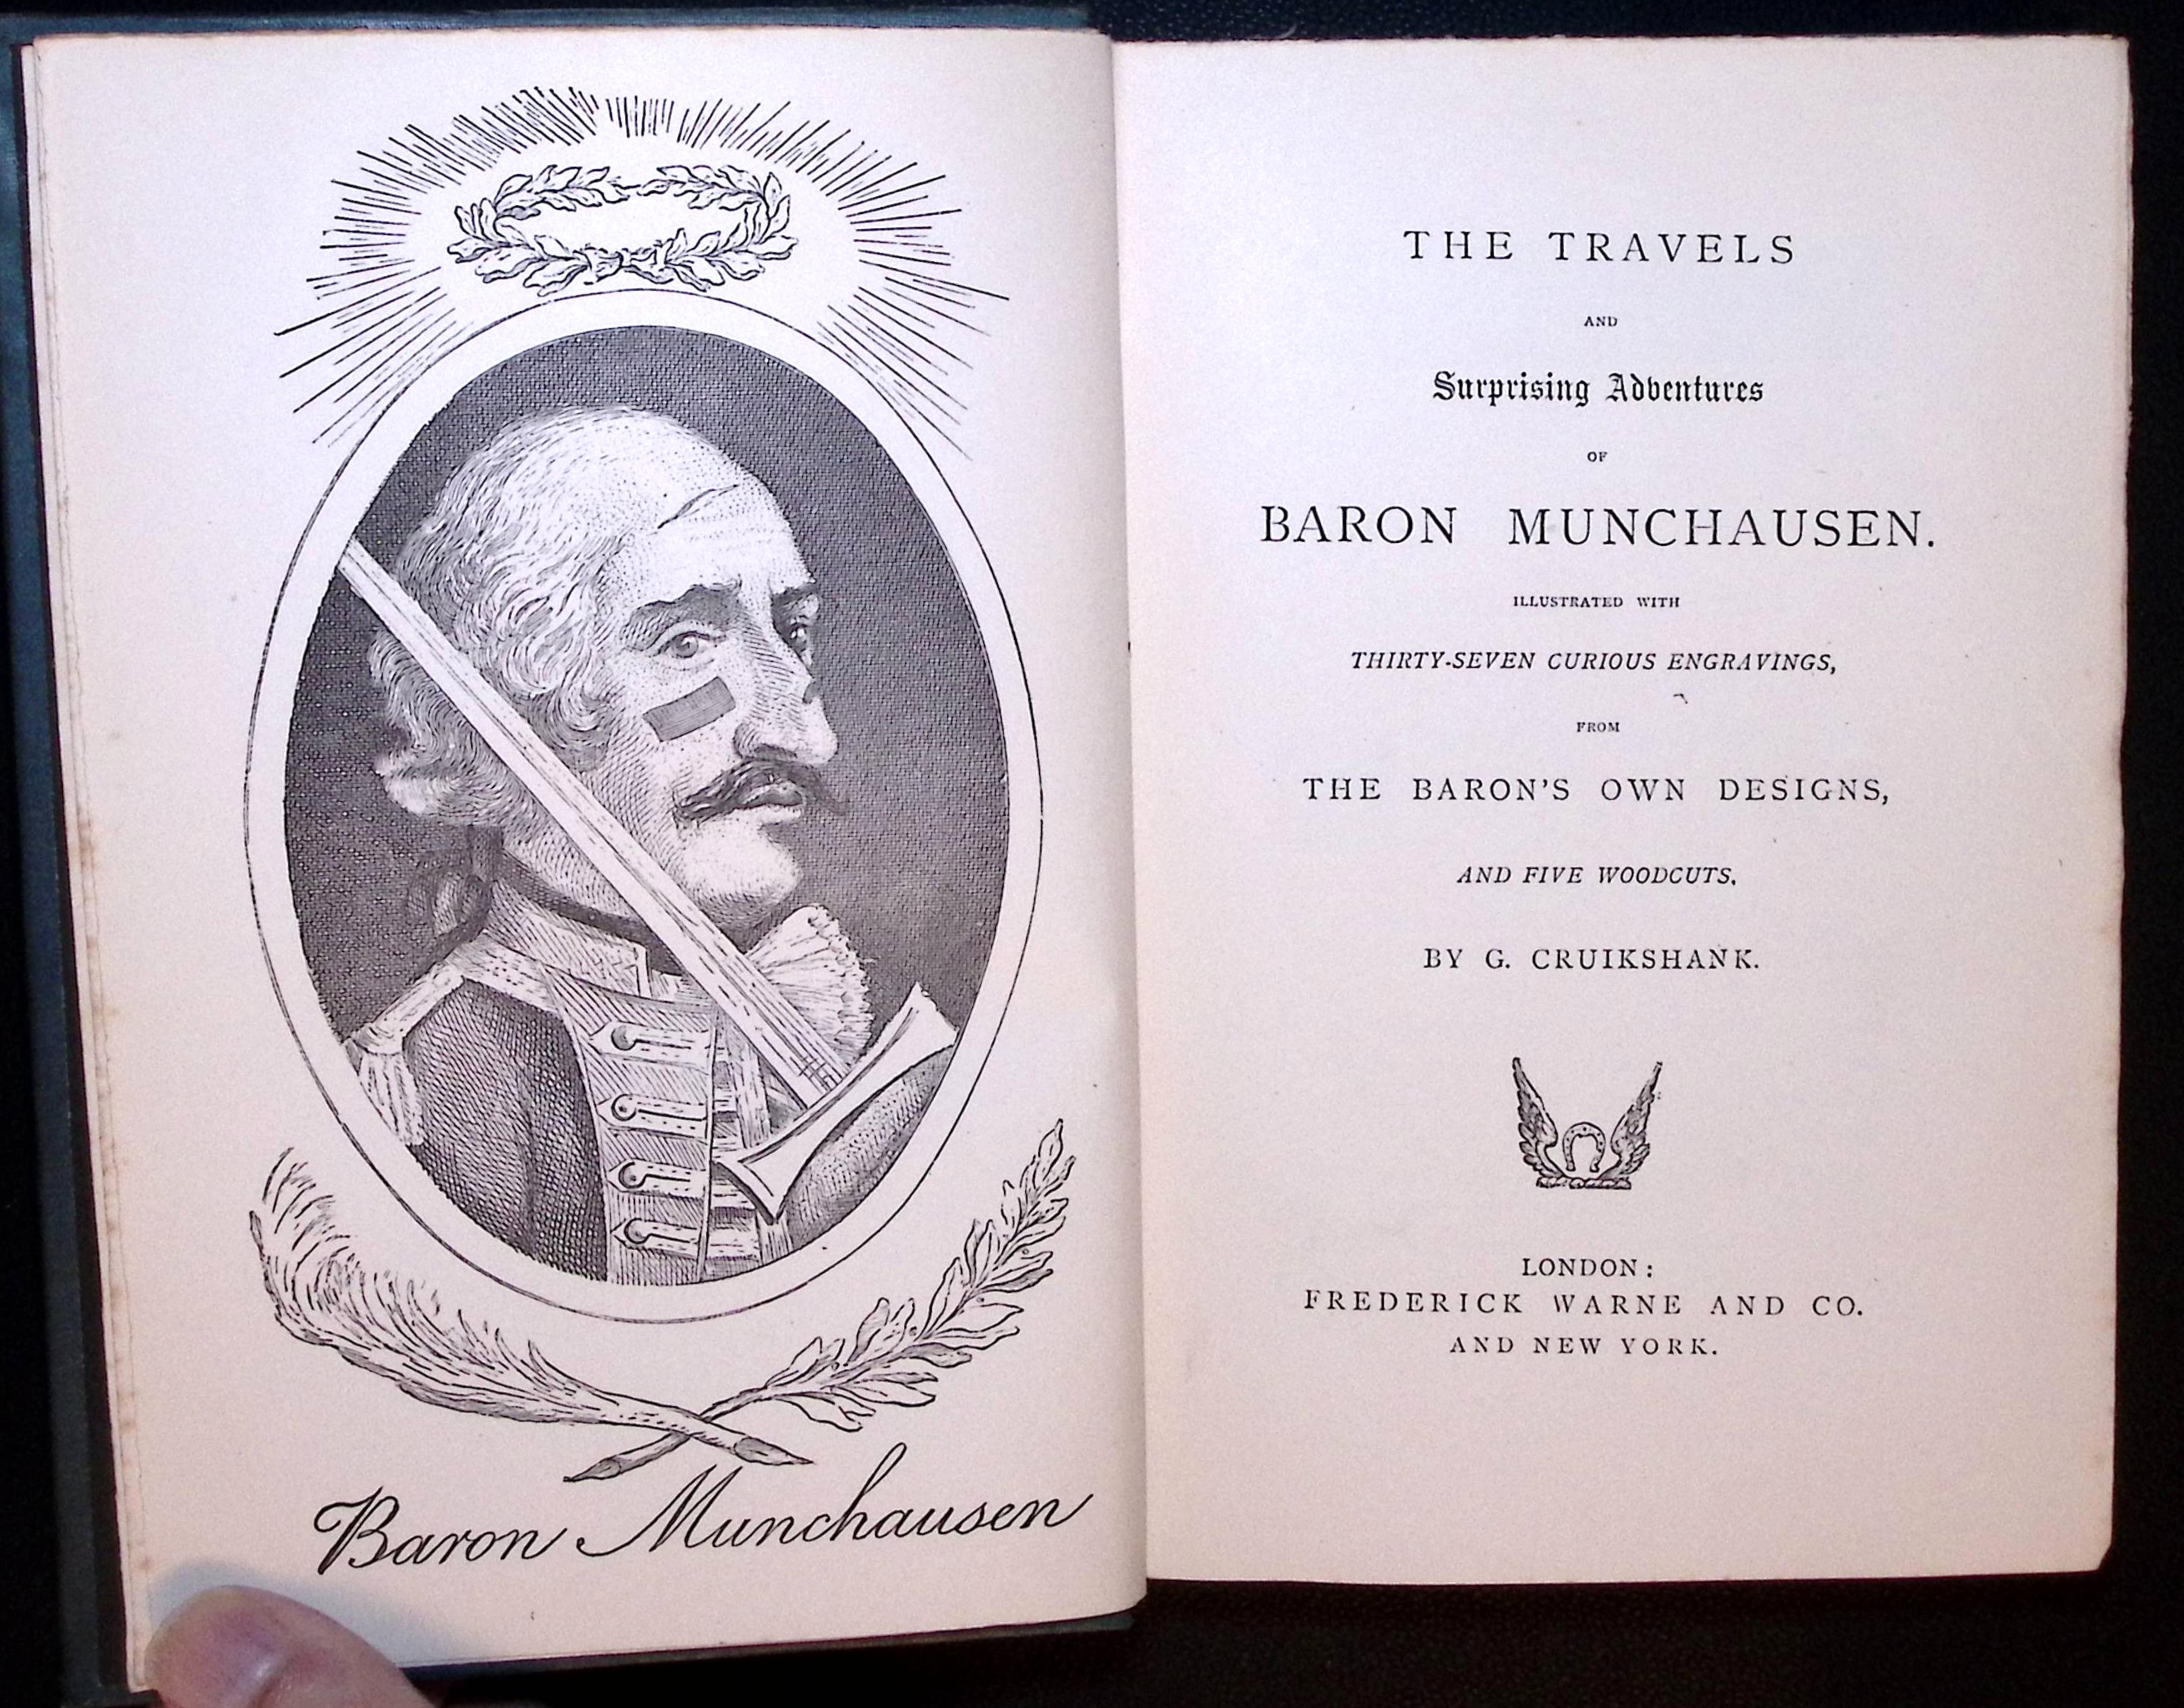 Baron Munchausen
THE TRAVELS
AND
Surprising Adventures
OF
BARON MUNCHAUSEN.
ILLUSTRATED WITH
THIRTY-SEVEN CURIOUS ENGRAVINGS,
FROM
THE BARON'S OWN DESIGNS,
AND FIVE WOODCUTS.
BY G. CRUIKSHANK.
LONDON:
FREDERICK WARNE AND CO.
AND NEW YORK.